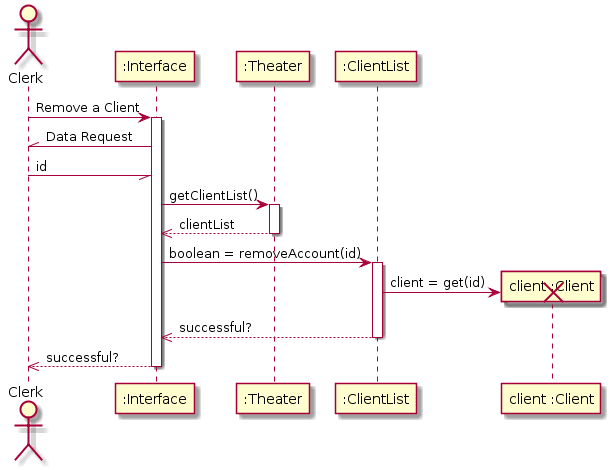 Clerk
:Interface
:Theater
:ClientList
Remove a Client
Data Request
id
getClientList()
clientList
boolean = removeAccount(id)
client = get(id)
client :Client
successful?
successful?
Clerk
:Interface
:Theater
:ClientList
client :Client